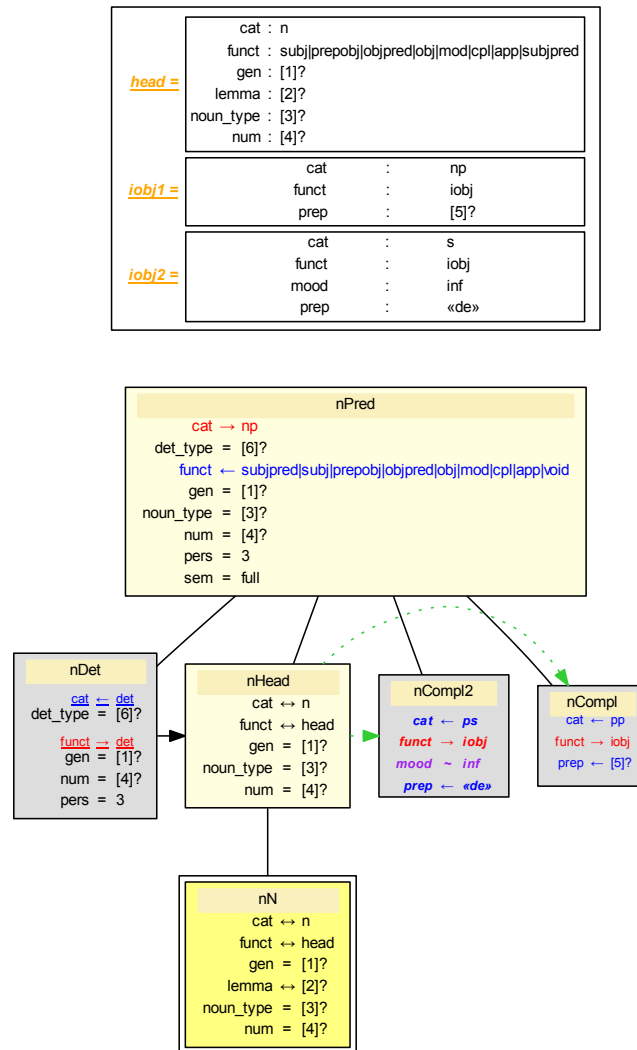 head =
cat : n
funct : subj|prepobj|objpred|obj|mod|cpl|app|subjpred
gen : [1]?
lemma : [2]?
noun_type : [3]?
num : [4]?
iobj1 =
cat : np
funct : iobj
prep : [5]?
iobj2 =
cat : s
funct : iobj
mood : inf
prep : «de»
nPred
cat → np
det_type = [6]?
funct ← subjpred|subj|prepobj|objpred|obj|mod|cpl|app|void
gen = [1]?
noun_type = [3]?
num = [4]?
pers = 3
sem = full
nDet
cat ← det
det_type = [6]?
funct → det
gen = [1]?
num = [4]?
pers = 3
nHead
cat ↔ n
funct ↔ head
gen = [1]?
noun_type = [3]?
num = [4]?
nCompl2
cat ← ps
funct → iobj
mood ~ inf
prep ← «de»
nCompl
cat ← pp
funct → iobj
prep ← [5]?
nN
cat ↔ n
funct ↔ head
gen = [1]?
lemma ↔ [2]?
noun_type = [3]?
num = [4]?